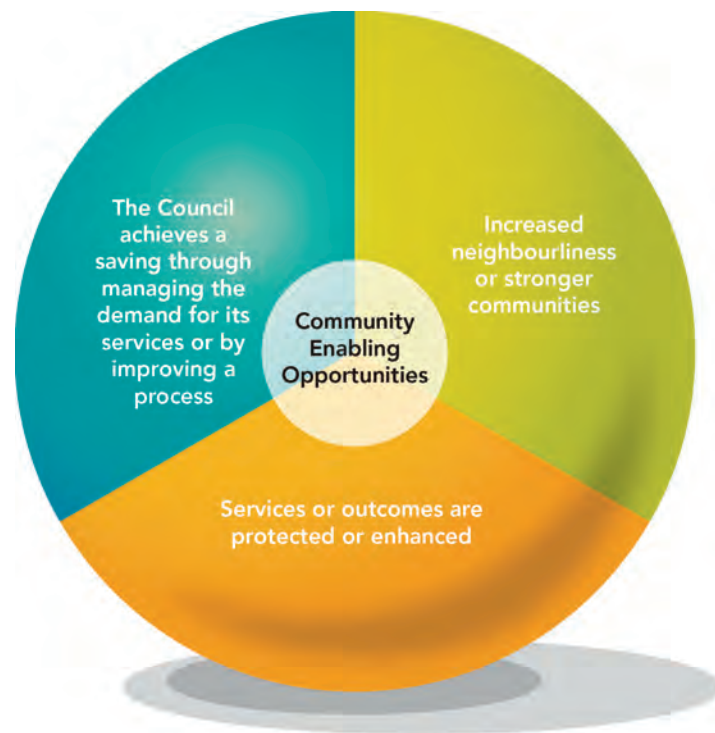 The Council
achieves a
saving through
managing the
demand for its
services or by
improving a
process
Increased
neighbourliness
or stronger
communities
Community
Enabling
Opportunities
Services or outcomes are
protected or enhanced